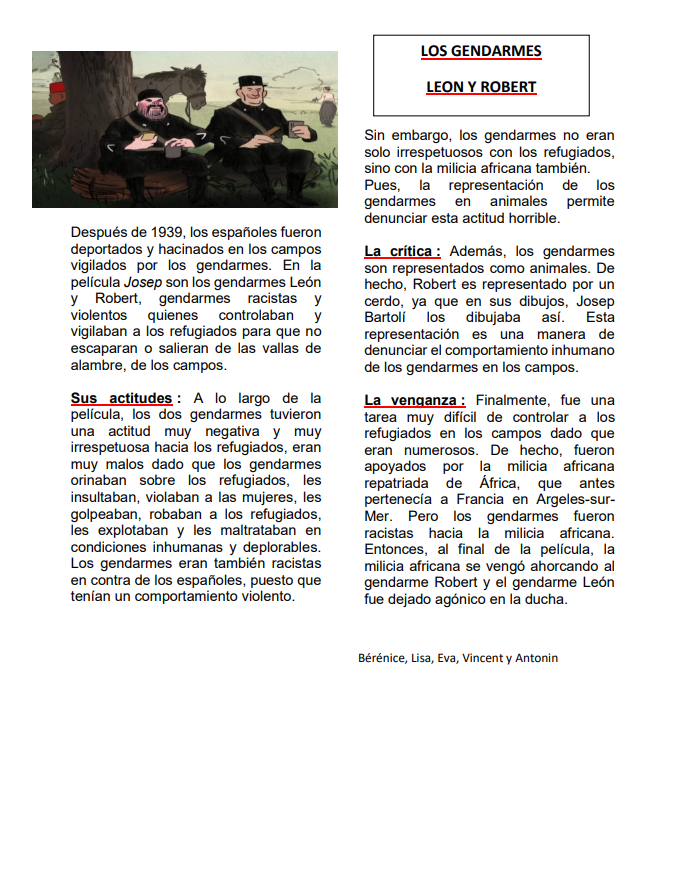 LOS GENDARMES
LEON Y ROBERT
Después de 1939, los españoles fueron
deportados y hacinados en los campos
vigilados por los gendarmes. En la
película Josep son los gendarmes León
y Robert, gendarmes racistas y
violentos quienes controlaban y
vigilaban a los refugiados para que no
escaparan o salieran de las vallas de
alambre, de los campos.
Sus actitudes : A lo largo de la
película, los dos gendarmes tuvieron
una actitud muy negativa y muy
irrespetuosa hacia los refugiados, eran
muy malos dado que los gendarmes
orinaban sobre los refugiados, les
insultaban, violaban a las mujeres, les
golpeaban, robaban a los refugiados,
les explotaban y les maltrataban en
condiciones inhumanas y deplorables.
Los gendarmes eran también racistas
en contra de los españoles, puesto que
tenían un comportamiento violento.
Sin embargo, los gendarmes no eran
solo irrespetuosos con los refugiados,
sino con la milicia africana también.
Pues, la representación de los
gendarmes en animales permite
denunciar esta actitud horrible.
La crítica : Además, los gendarmes
son representados como animales. De
hecho, Robert es representado por un
cerdo, ya que en sus dibujos, Josep
Bartolí los dibujaba así. Esta
representación es una manera de
denunciar el comportamiento inhumano
de los gendarmes en los campos.
La venganza : Finalmente, fue una
tarea muy difícil de controlar a los
refugiados en los campos dado que
eran numerosos. De hecho, fueron
apoyados por la milicia africana
repatriada de África, que antes
pertenecía a Francia en Argeles-sur-
Mer. Pero los gendarmes fueron
racistas hacia la milicia africana.
Entonces, al final de la película, la
milicia africana se vengó ahorcando al
gendarme Robert y el gendarme León
fue dejado agónico en la ducha.
Bérénice, Lisa, Eva, Vincent y Antonin